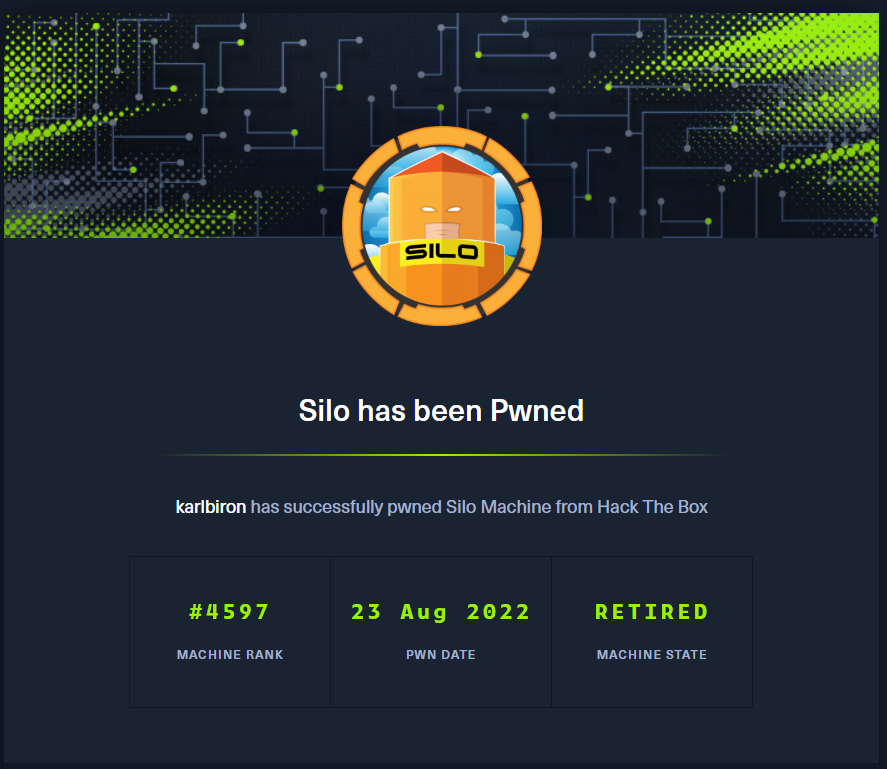 SILO
Silo has been Pwned
karlbiron has successfully pwned Silo Machine from Hack The Box
#4597 23 Aug 2022 RETIRED
MACHINE RANK PWN DATE MACHINE STATE